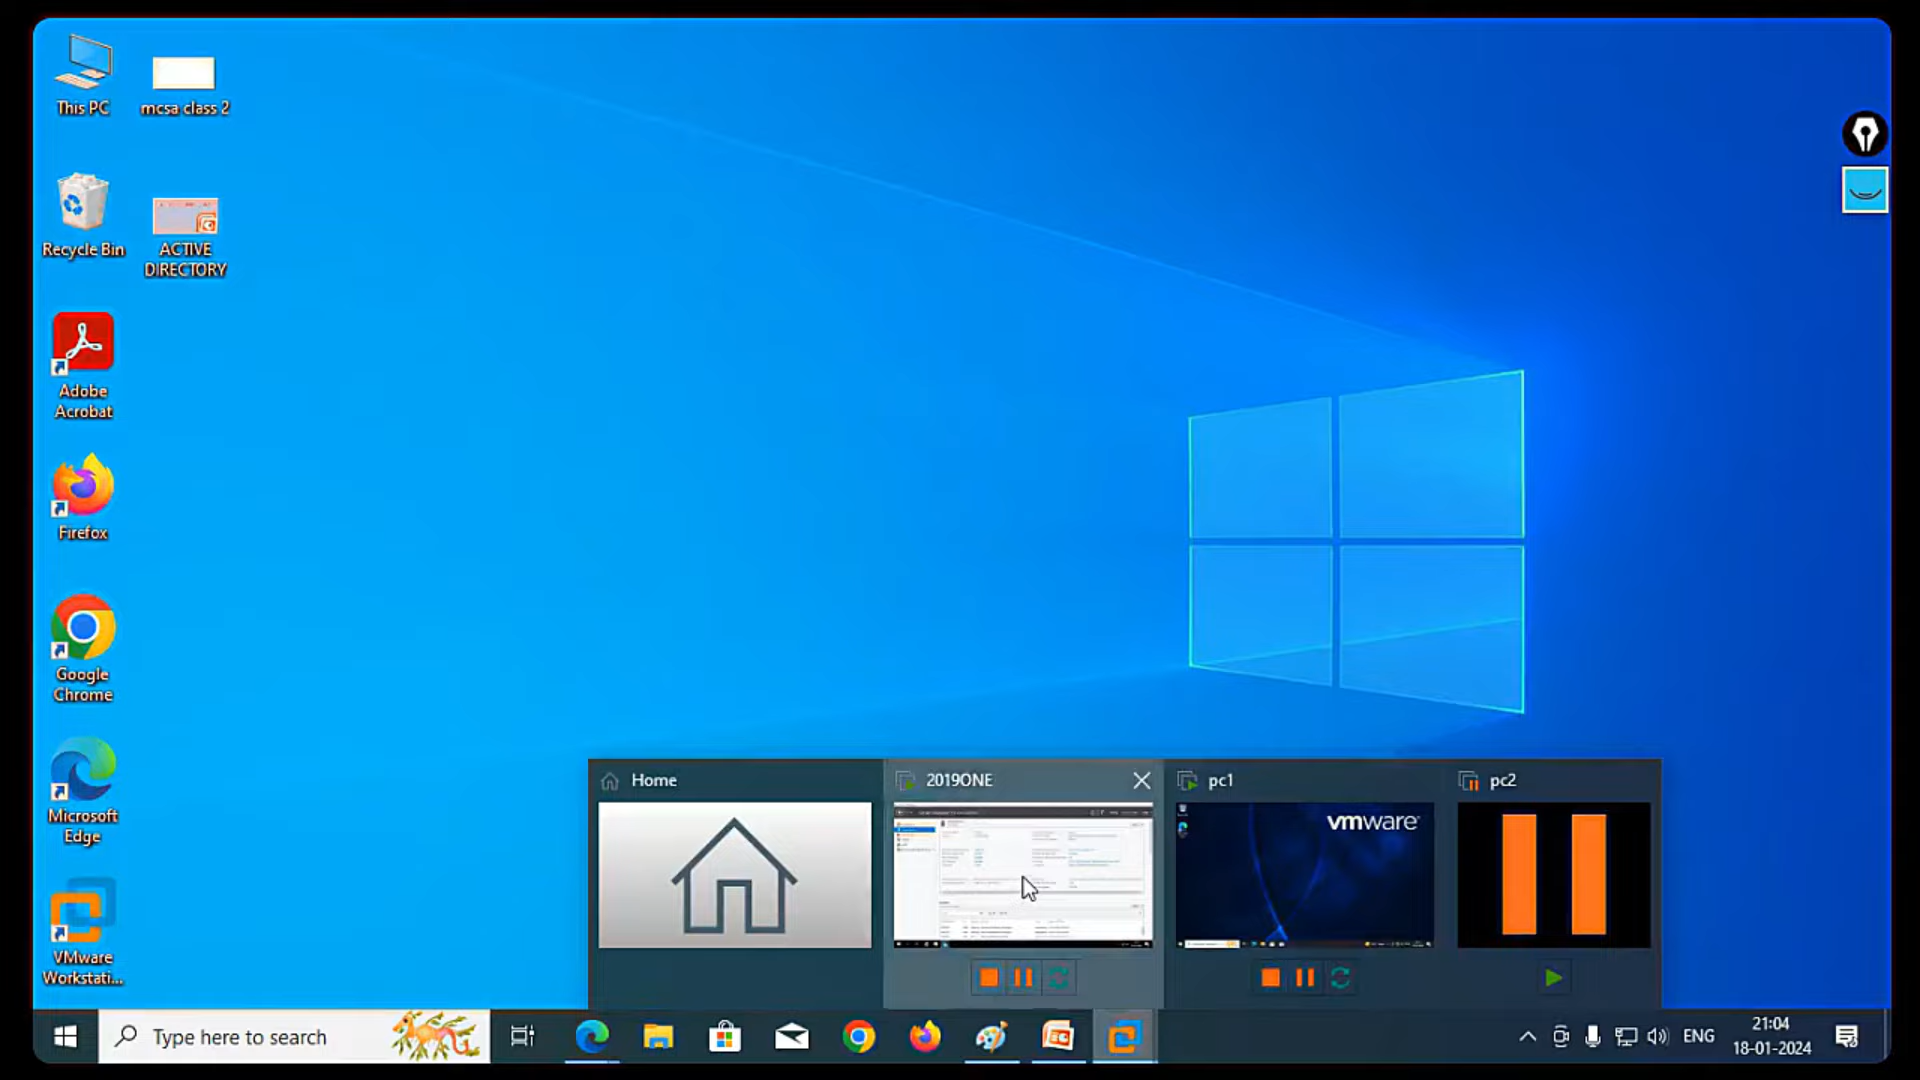 This PC
mcsa class 2
Recycle Bin
ACTIVE
DIRECTORY
Adobe
Acrobat
Firefox
Google
Chrome
Microsoft
Edge
VMware
Workstati...
Home
2019ONE
pc1
pc2
vmware
Type here to search
ENG
21:04
18-01-2024